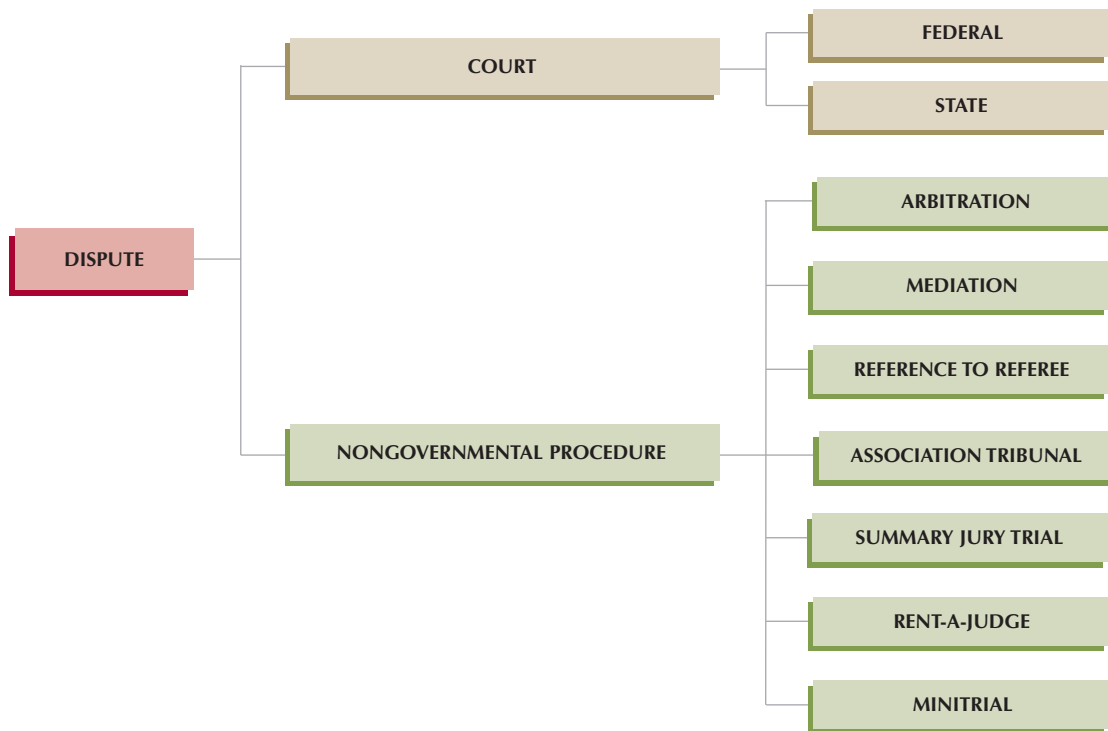 FEDERAL
COURT
STATE
ARBITRATION
DISPUTE
MEDIATION
REFERENCE TO REFEREE
NONGOVERNMENTAL PROCEDURE
ASSOCIATION TRIBUNAL
SUMMARY JURY TRIAL
RENT-A-JUDGE
MINITRIAL